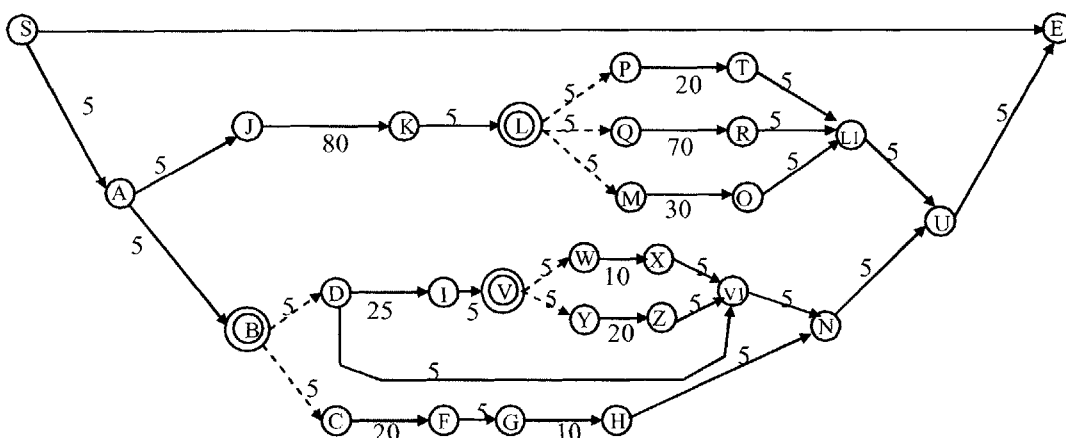 S E
P 5 T
5 20 5
5 J K 5 L 5 Q R 5 L1 5
80 70
5 5 M O 5
30
A U
5
W X
D 5 10 5
25 I 5 V V1 5
5 Y Z 5
20
B 5 N
5
5
5 C F 5 G H
20 10
5